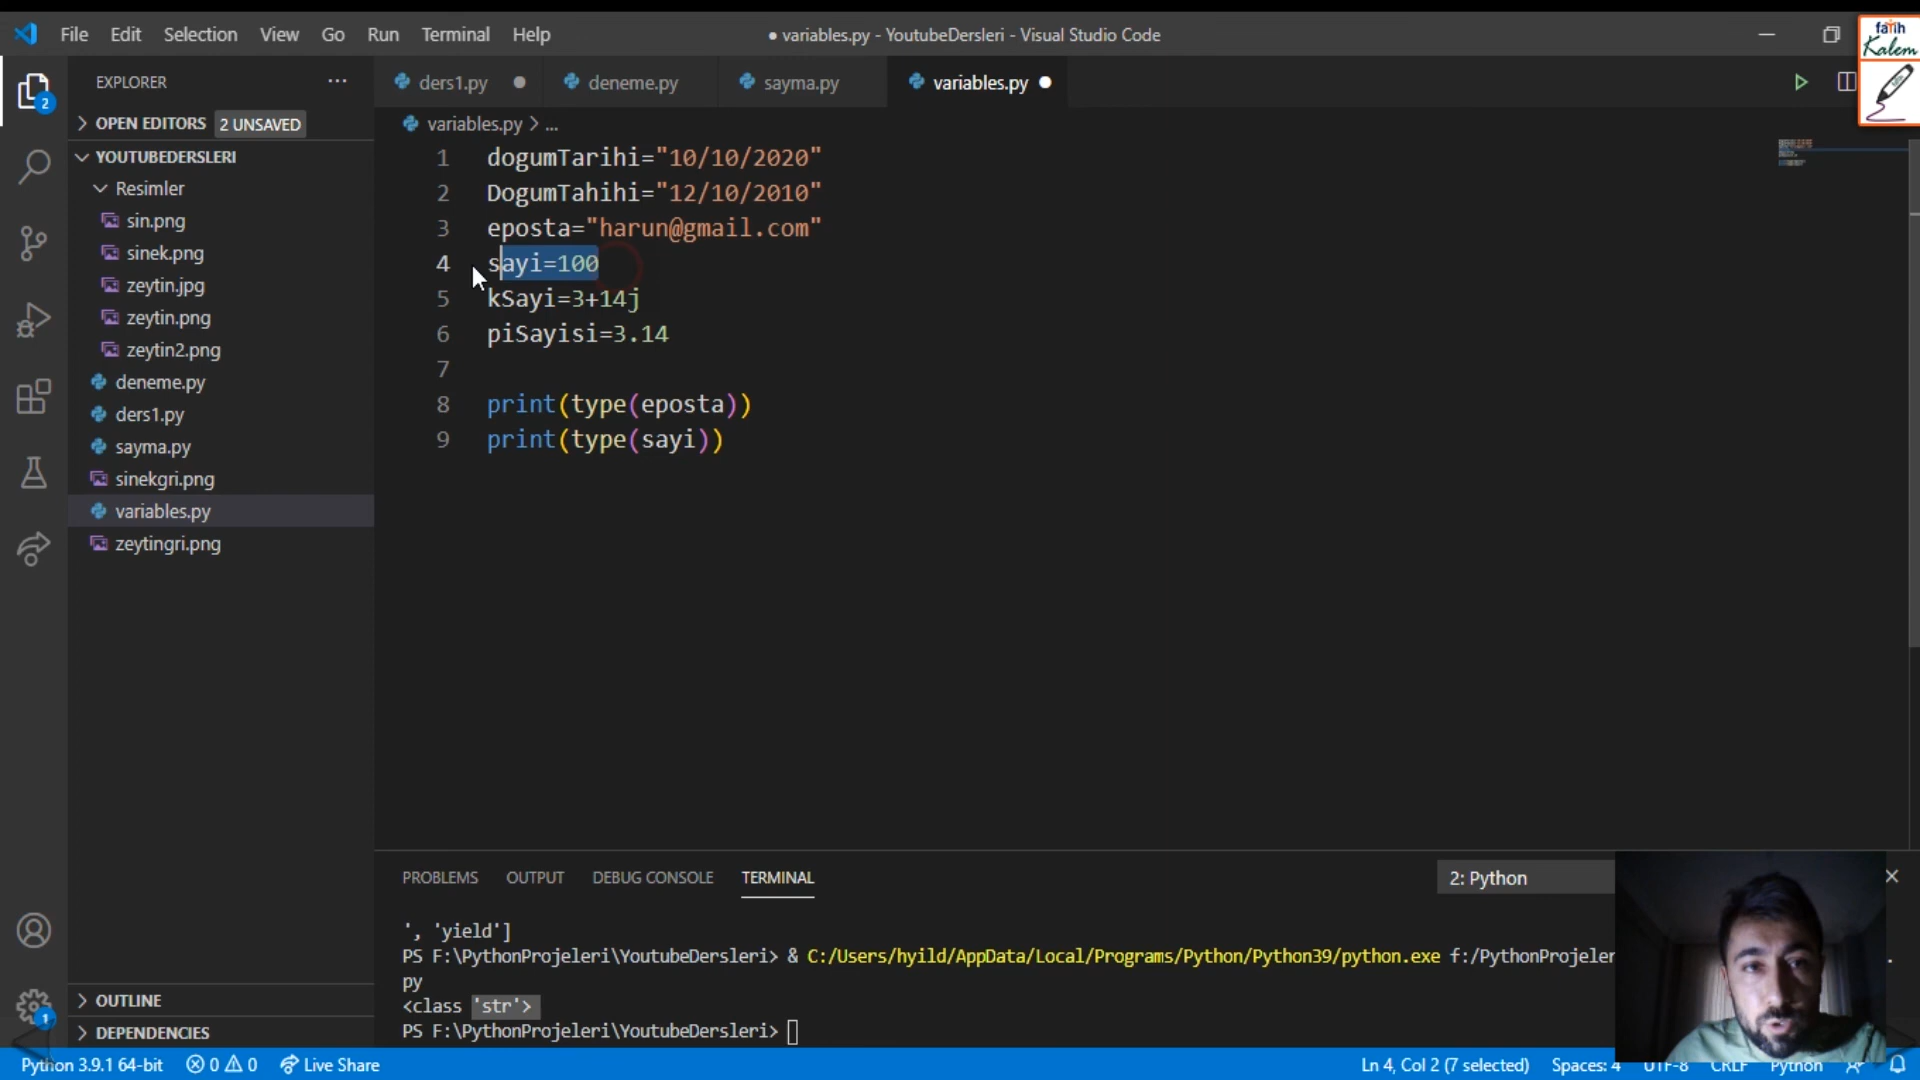 File Edit Selection View Go Run Terminal Help
● variables.py - YoutubeDersleri - Visual Studio Code
fatih
Kalem
EXPLORER
ders1.py
deneme.py
sayma.py
variables.py
2
OPEN EDITORS 2 UNSAVED
YOUTUBEDERSLERI
Resimler
sin.png
sinek.png
zeytin.jpg
zeytin.png
zeytin2.png
deneme.py
ders1.py
sayma.py
sinekgri.png
variables.py
zeytingri.png
OUTLINE
DEPENDENCIES
1
variables.py > ...
1 dogumTarihi="10/10/2020"
2 DogumTahihi="12/10/2010"
3 eposta="harun@gmail.com"
4 sayi=100
5 kSayi=3+14j
6 piSayisi=3.14
7
8 print(type(eposta))
9 print(type(sayi))
PROBLEMS OUTPUT DEBUG CONSOLE TERMINAL
2: Python
', 'yield']
PS F:\PythonProjeleri\YoutubeDersleri> & C:/Users/hyild/AppData/Local/Programs/Python/Python39/python.exe f:/PythonProjeler
py
<class 'str'>
PS F:\PythonProjeleri\YoutubeDersleri>
Python 3.9.1 64-bit 0 0 Live Share
Ln 4, Col 2 (7 selected) Spaces: 4 UTF-8 CRLF Python